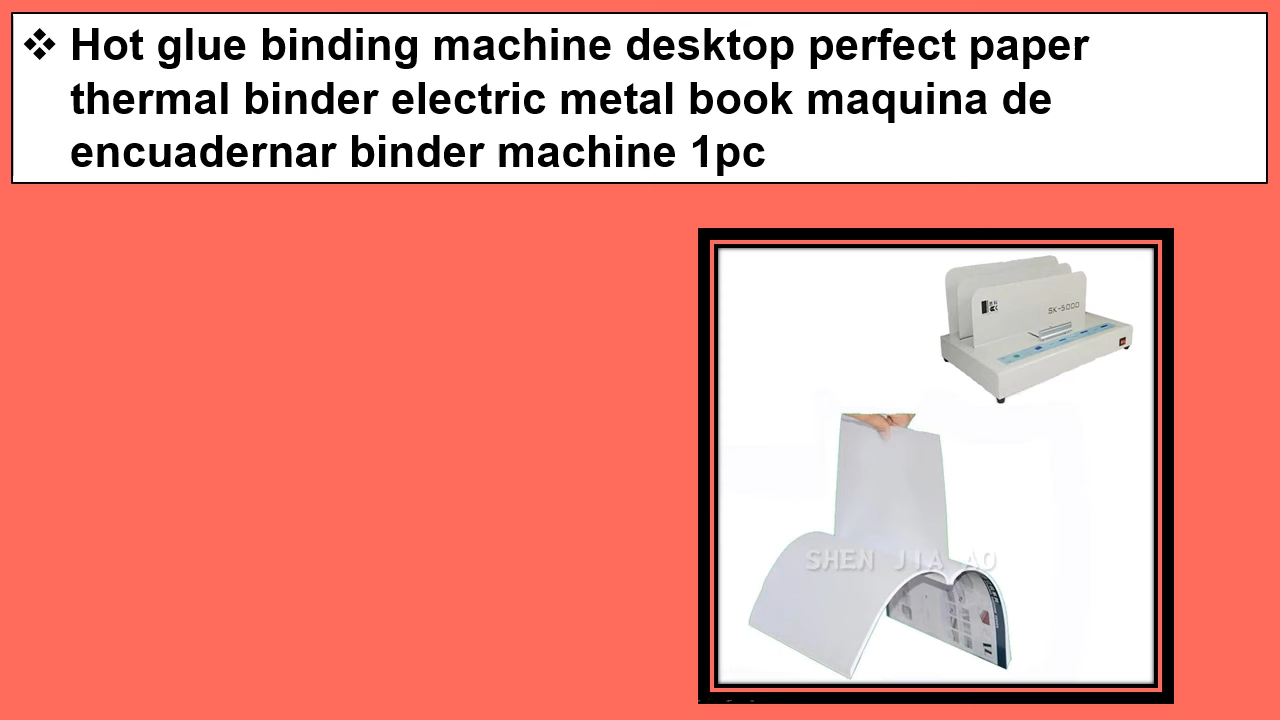 ❖ Hot glue binding machine desktop perfect paper
thermal binder electric metal book maquina de
encuadernar binder machine 1pc
SK-5000
SHEN JIA AO